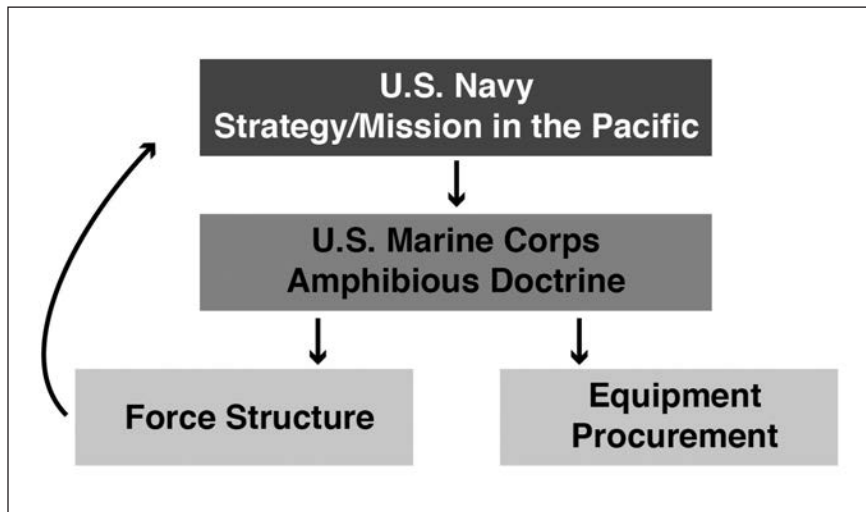 U.S. Navy
Strategy/Mission in the Pacific
U.S. Marine Corps
Amphibious Doctrine
Force Structure
Equipment
Procurement